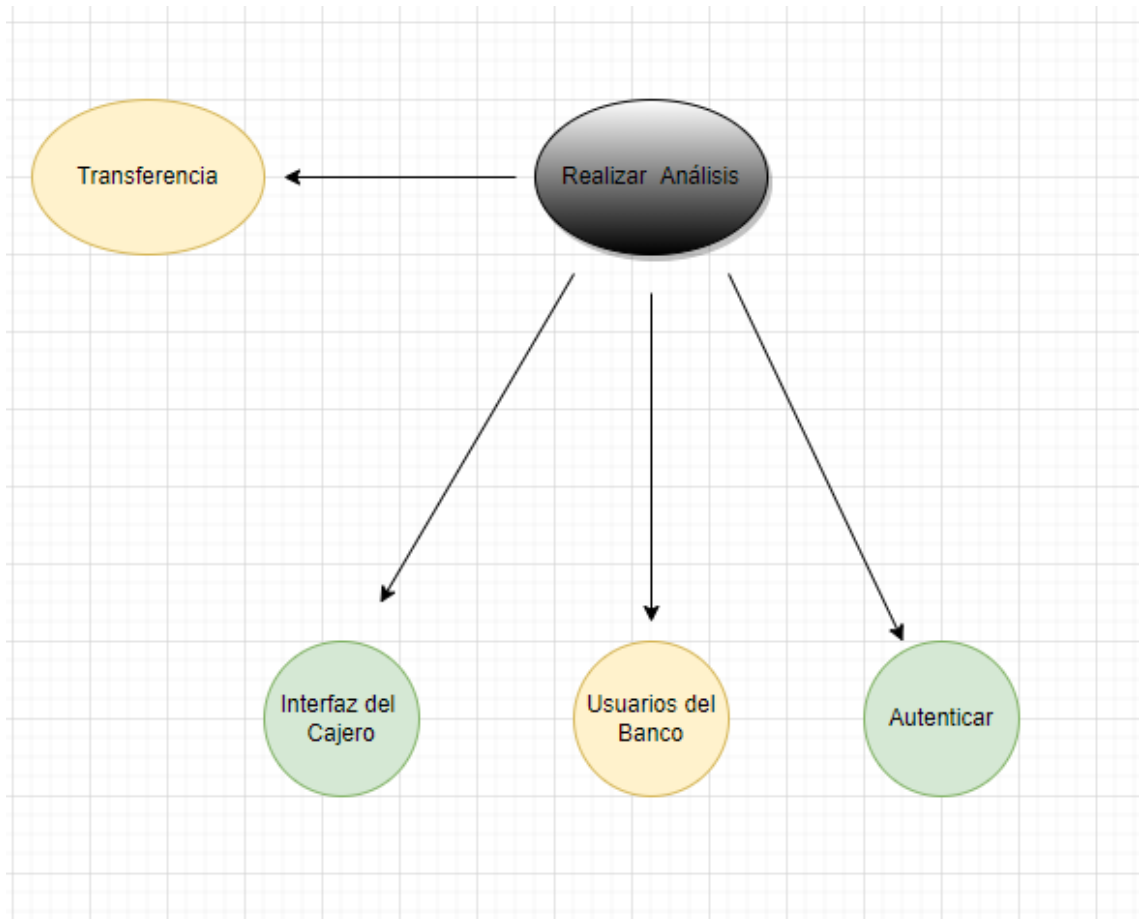 Transferencia
Realizar Análisis
Interfaz del
Cajero
Usuarios del
Banco
Autenticar